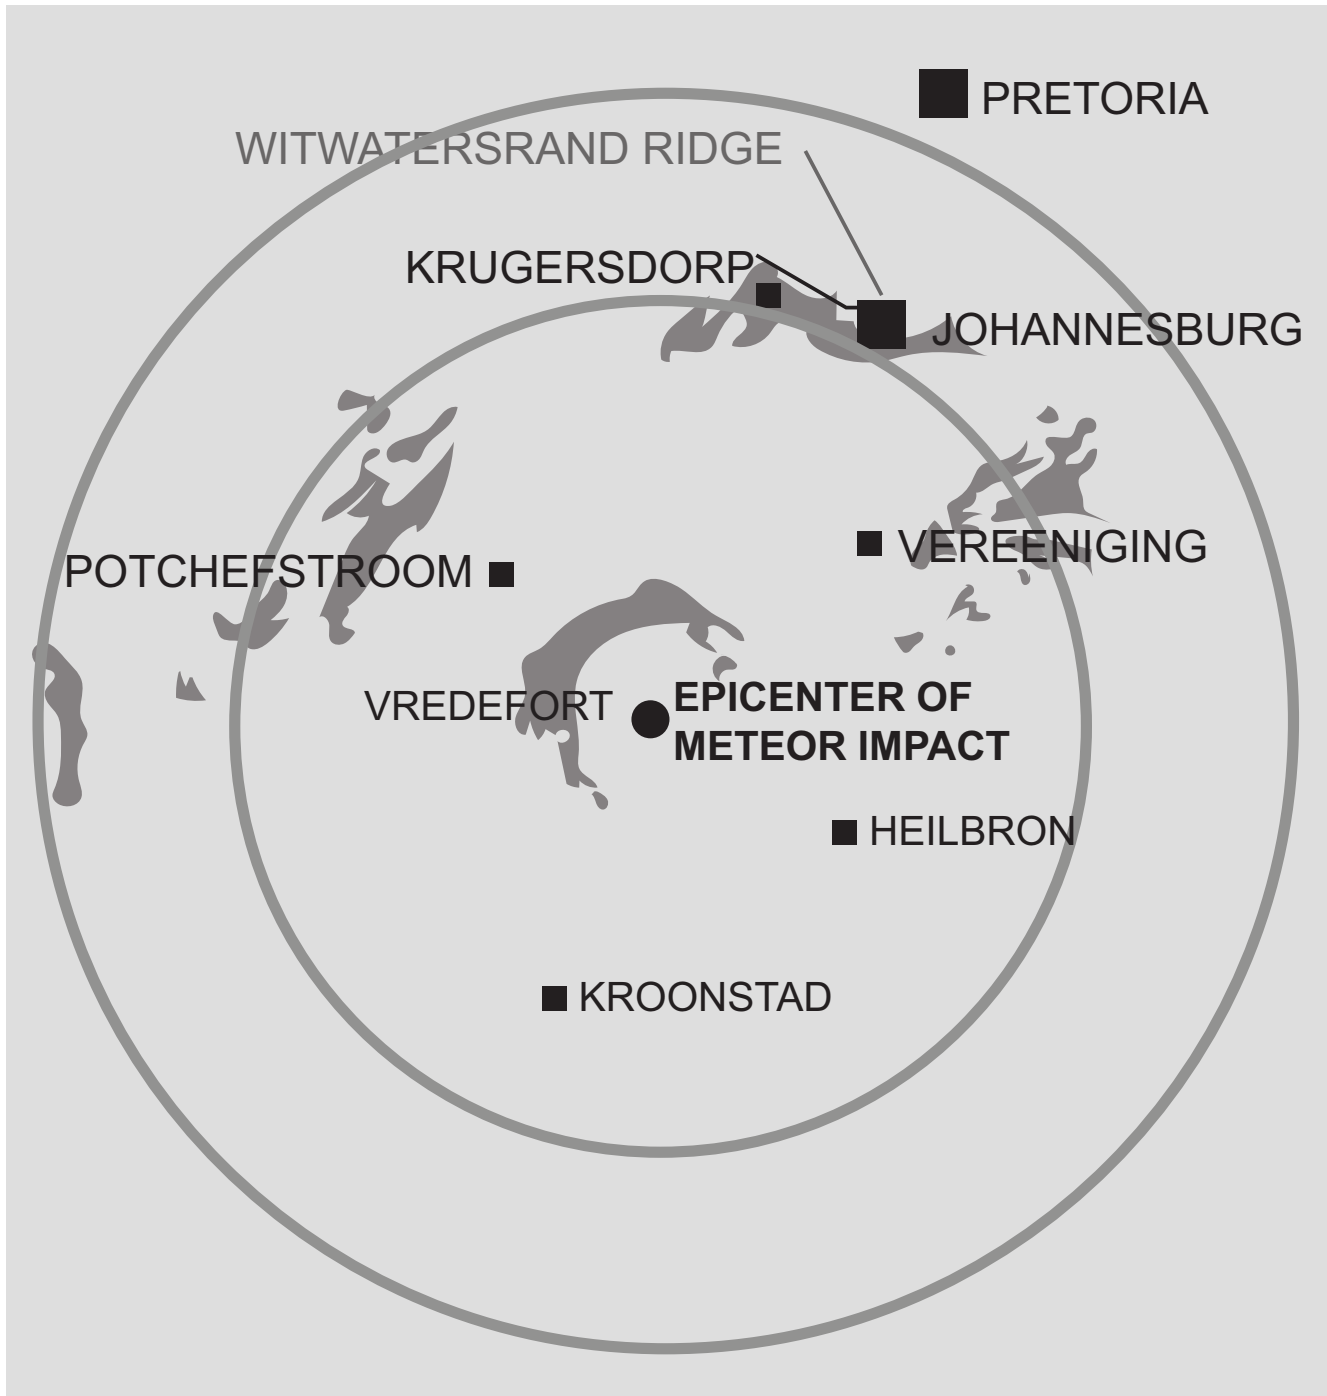 PRETORIA
WITWATERSRAND RIDGE
KRUGERSDORP
JOHANNESBURG
VEREENIGING
POTCHEFSTROOM
VREDEFORT
EPICENTER OF
METEOR IMPACT
HEILBRON
KROONSTAD